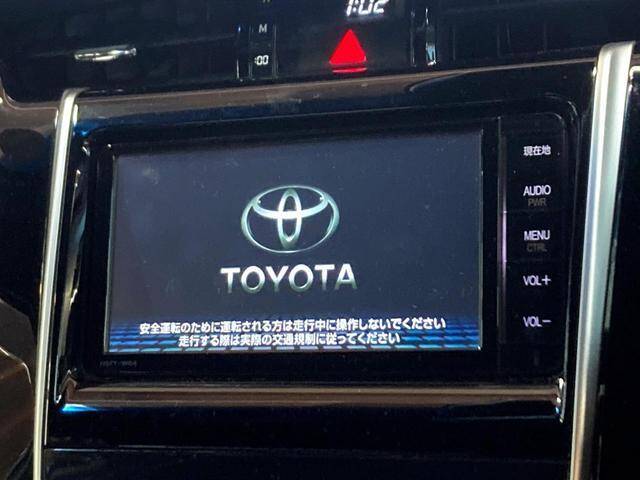 1:02
M
:00
現在地
AUDIO
PWR
MENU
CTRL
VOL+
VOL−
TOYOTA
安全運転のために運転される方は走行中に操作しないでください
走行する際は実際の交通規制に従ってください